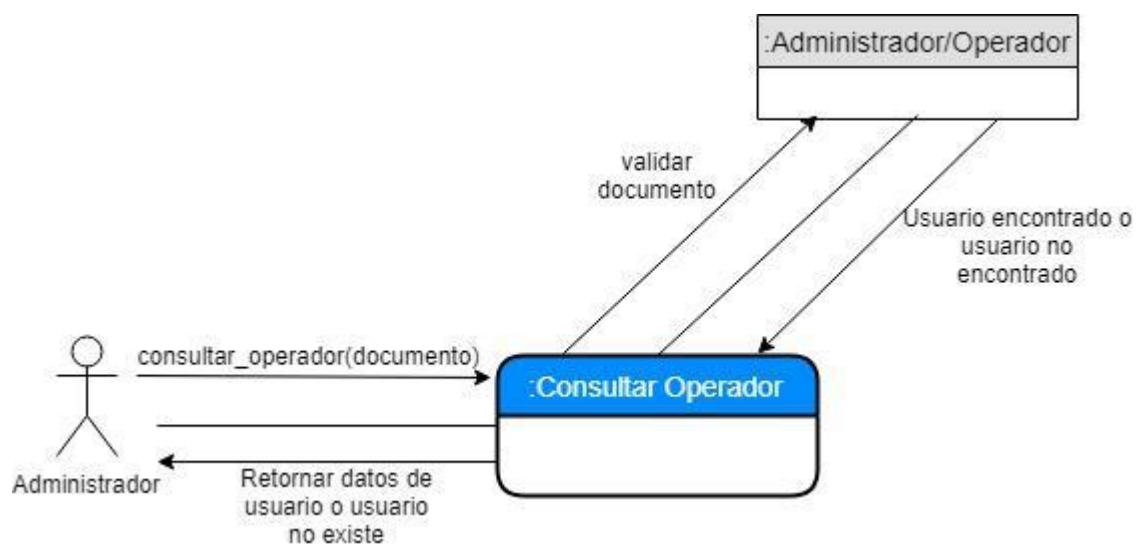 :Administrador/Operador
validar
documento
Usuario encontrado o
usuario no
encontrado
consultar_operador(documento)
:Consultar Operador
Administrador
Retornar datos de
usuario o usuario
no existe